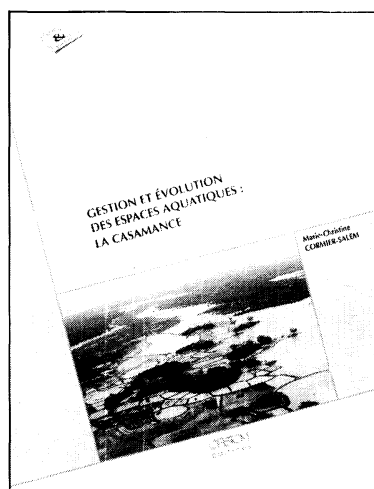 GESTION ET ÉVOLUTION
DES ESPACES AQUATIQUES :
LA CASAMANCE
Marie-Christine
CORMIER-SALEM